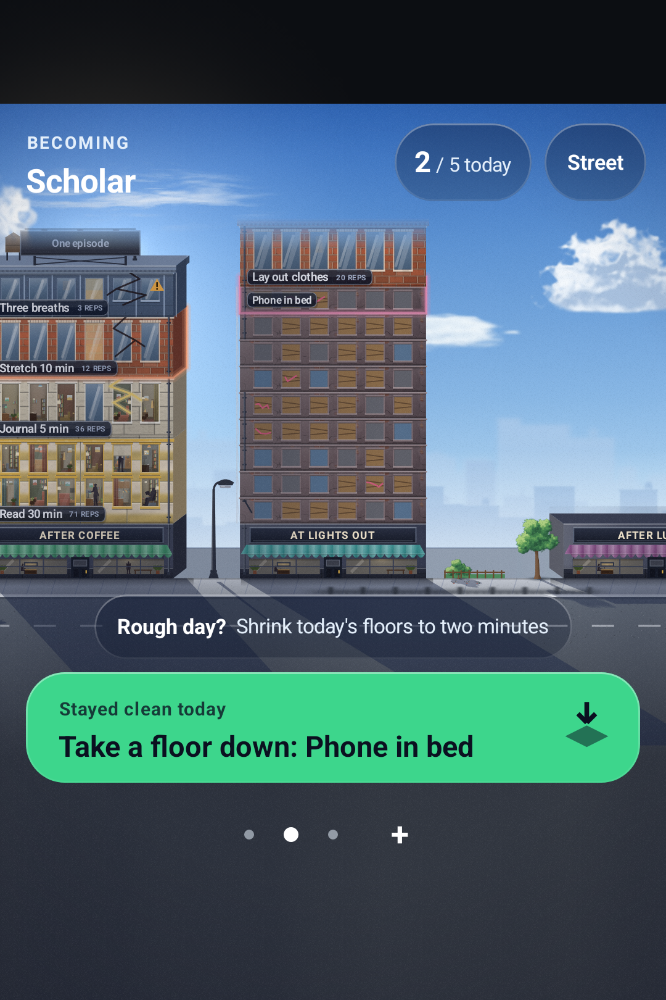 BECOMING
Scholar
2 / 5 today
Street
One episode
Three breaths 3 REPS
Stretch 10 min 12 REPS
Journal 5 min 36 REPS
Read 30 min 71 REPS
AFTER COFFEE
Lay out clothes 20 REPS
Phone in bed
AT LIGHTS OUT
AFTER LU
Rough day? Shrink today's floors to two minutes
Stayed clean today
Take a floor down: Phone in bed